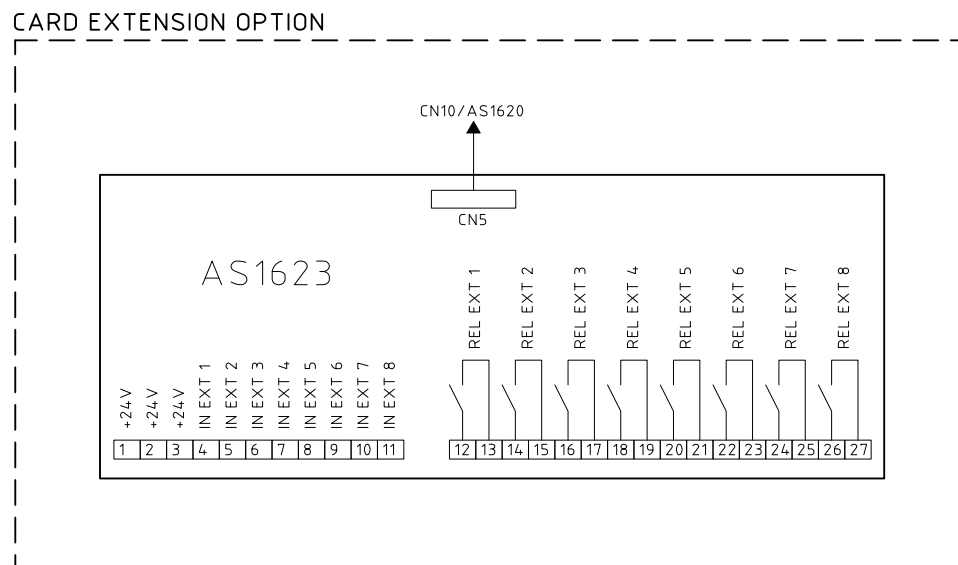 CARD EXTENSION OPTION
CN10/AS1620
CN5
AS1623
+24V
+24V
+24V
IN EXT 1
IN EXT 2
IN EXT 3
IN EXT 4
IN EXT 5
IN EXT 6
IN EXT 7
IN EXT 8
REL EXT 1
REL EXT 2
REL EXT 3
REL EXT 4
REL EXT 5
REL EXT 6
REL EXT 7
REL EXT 8
1 2 3 4 5 6 7 8 9 10 11
12 13 14 15 16 17 18 19 20 21 22 23 24 25 26 27